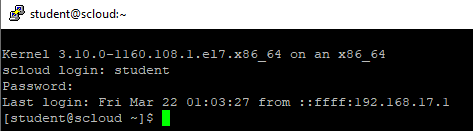 student@scloud:~
Kernel 3.10.0-1160.108.1.el7.x86_64 on an x86_64
scloud login: student
Password:
Last login: Fri Mar 22 01:03:27 from ::ffff:192.168.17.1
[student@scloud ~]$